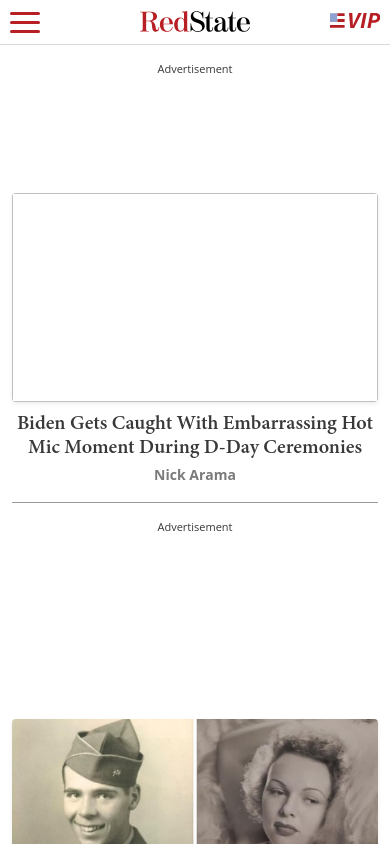 RedState
VIP
Advertisement
Biden Gets Caught With Embarrassing Hot
Mic Moment During D-Day Ceremonies
Nick Arama
Advertisement